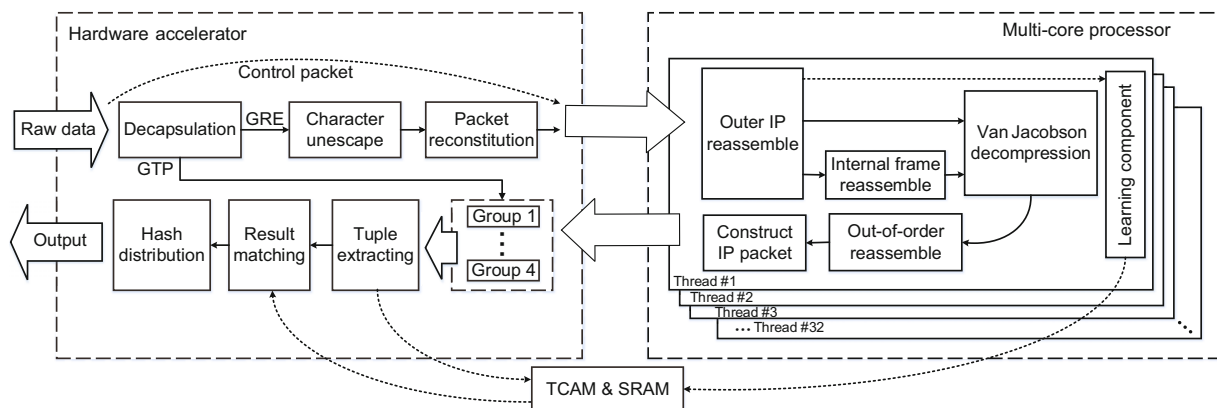 Hardware accelerator
Multi-core processor
Control packet
Raw data
Decapsulation
GRE
Character
unescape
Packet
reconstitution
GTP
Outer IP
reassemble
Internal frame
reassemble
Van Jacobson
decompression
Learning component
Output
Hash
distribution
Result
matching
Tuple
extracting
Group 1
Group 4
Construct
IP packet
Out-of-order
reassemble
Thread #1
Thread #2
Thread #3
••• Thread #32
TCAM & SRAM